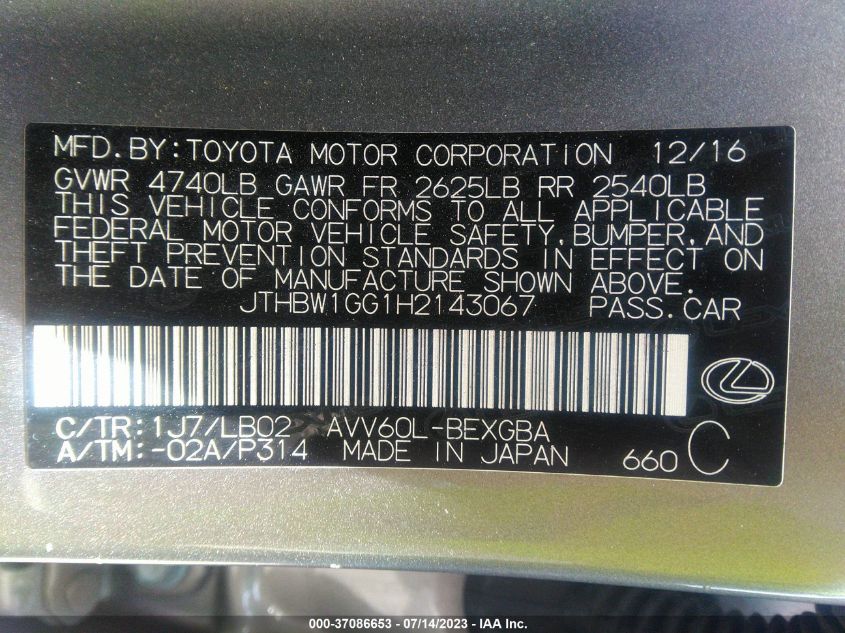 MFD.BY:TOYOTA MOTOR CORPORATION 12/16
GVWR 4740LB GAWR FR 2625LB RR 2540LB
THIS VEHICLE CONFORMS TO ALL APPLICABLE
FEDERAL MOTOR VEHICLE SAFETY,BUMPER,AND
THEFT PREVENTION STANDARDS IN EFFECT ON
THE DATE OF MANUFACTURE SHOWN ABOVE.
JTHBW1GG1H2143067 PASS.CAR
C/TR:1J7/LB02 AVV60L-BEXGBA
A/TM:-02A/P314 MADE IN JAPAN 660 C
000-37086653 // 07/14/2023 // IAA Inc.